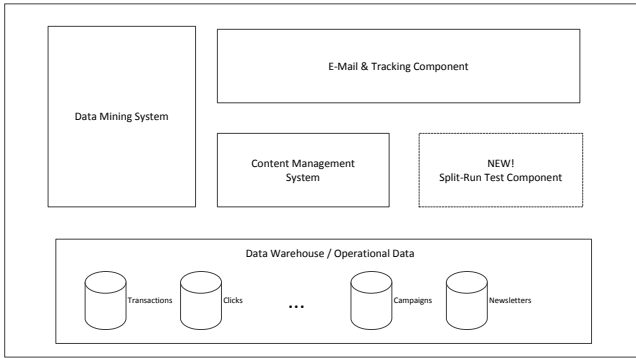 E-Mail & Tracking Component
Data Mining System
Content Management
System
NEW!
Split-Run Test Component
Data Warehouse / Operational Data
Transactions
Clicks
...
Campaigns
Newsletters